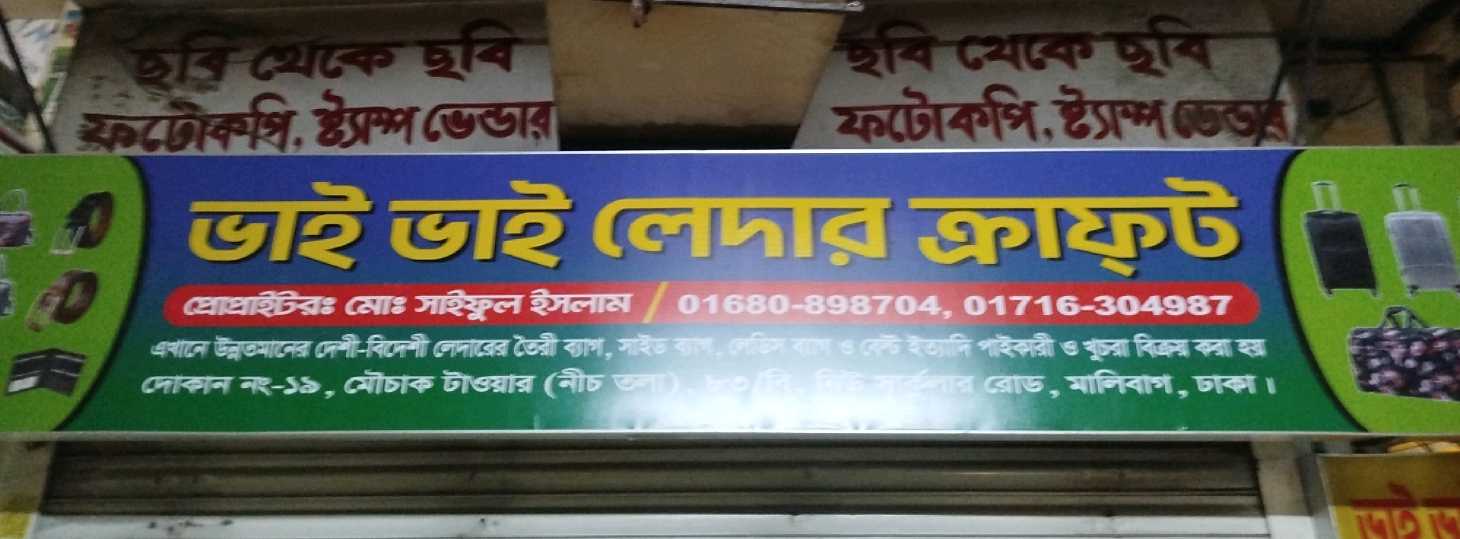 ছবি থেকে ছবি
ফটোকপি, ষ্ট্যাম্প ভেন্ডার
ছবি থেকে ছবি
ফটোকপি, ষ্ট্যাম্প ভেন্ডার
ভাই ভাই লেদার ক্রাফ্ট
প্রোপ্রাইটরঃ মোঃ সাইফুল ইসলাম / 01680-898704, 01716-304987
এখানে উন্নতমানের দেশী-বিদেশী লেদারের তৈরী ব্যাগ, সাইড ব্যাগ, লেডিস ব্যাগ ও বেল্ট ইত্যাদি পাইকারী ও খুচরা বিক্রয় করা হয়
দোকান নং-১৯, মৌচাক টাওয়ার (নীচ তলা), ৮৩/বি, নিউ সার্কুলার রোড, মালিবাগ, ঢাকা।
ভাই